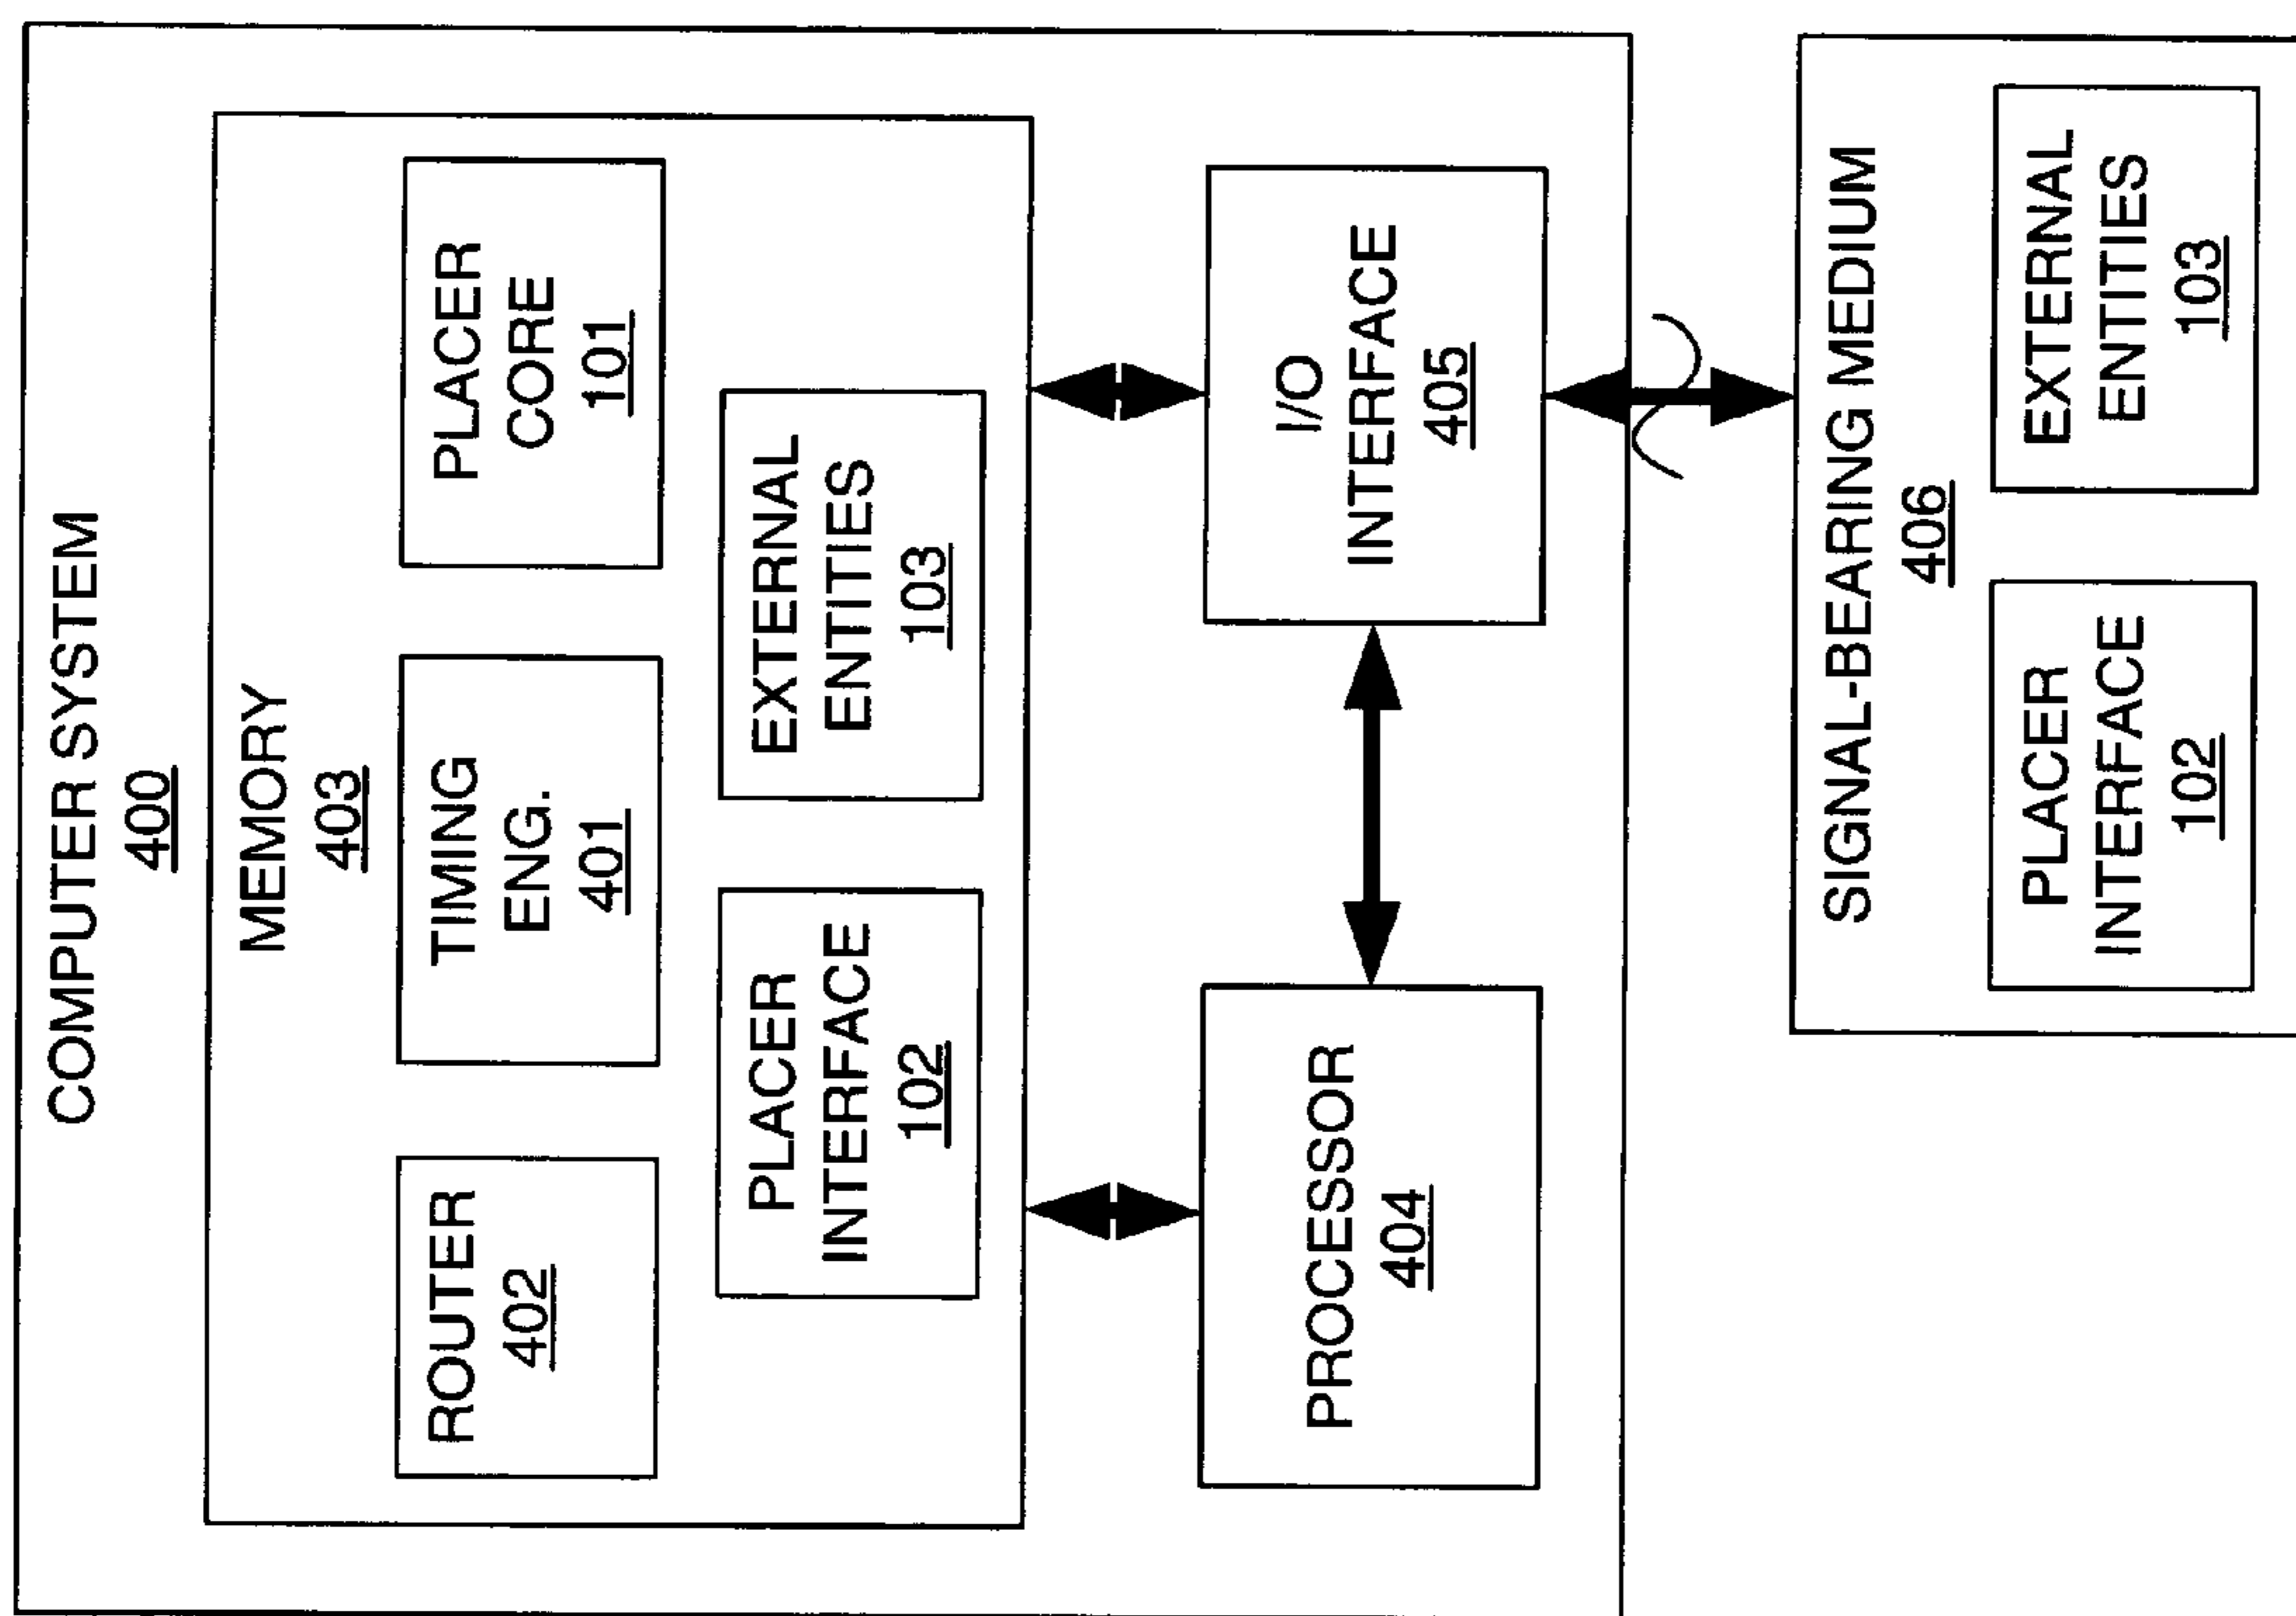 COMPUTER SYSTEM
400
MEMORY
403
ROUTER
402
TIMING
ENG.
401
PLACER
CORE
101
PLACER
INTERFACE
102
EXTERNAL
ENTITIES
103
PROCESSOR
404
I/O
INTERFACE
405
SIGNAL-BEARING MEDIUM
406
PLACER
INTERFACE
102
EXTERNAL
ENTITIES
103